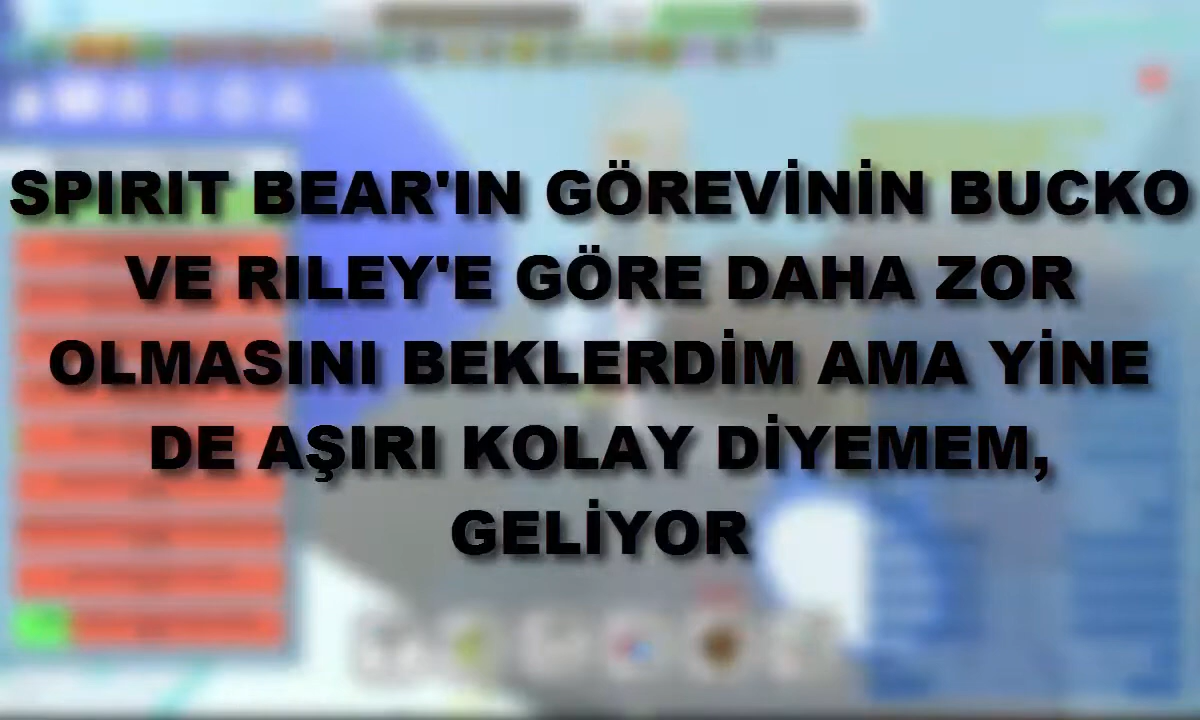 SPIRIT BEAR'IN GÖREVİNİN BUCKO
VE RILEY'E GÖRE DAHA ZOR
OLMASINI BEKLERDİM AMA YİNE
DE AŞIRI KOLAY DİYEMEM,
GELİYOR